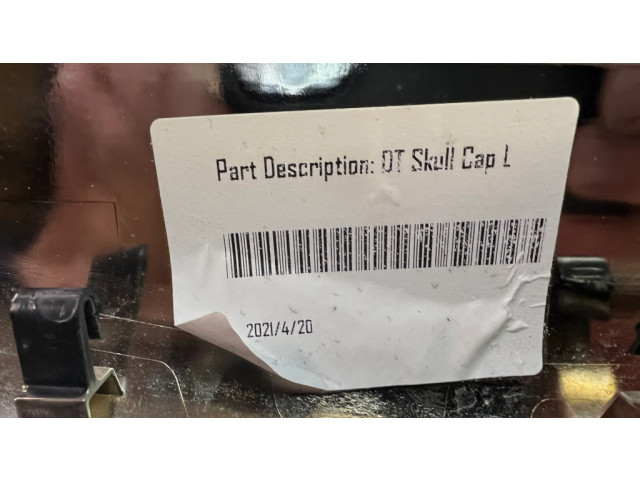 Part Description: DT Skull Cap L
2021/4/20